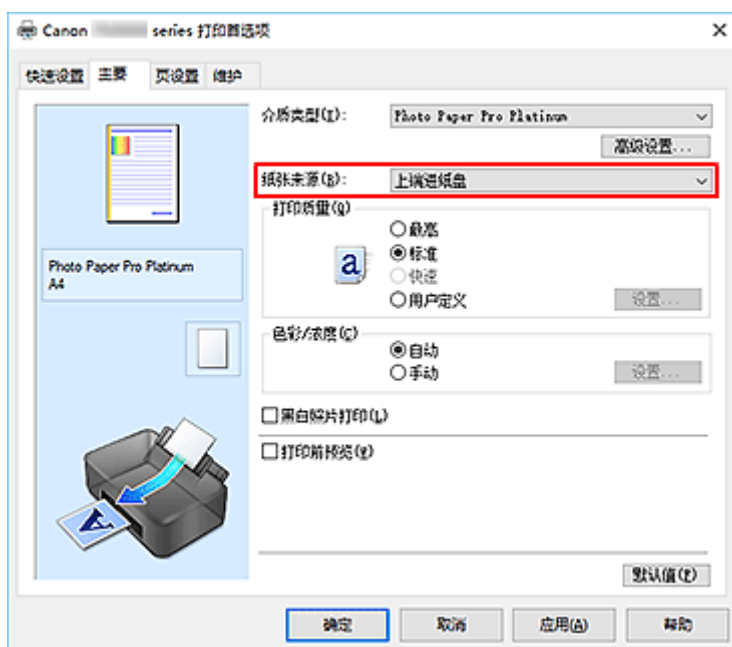 Canon series 打印首选项
快速设置 主要 页设置 维护
介质类型(I): Photo Paper Pro Platinum
高级设置...
纸张来源(B): 上端进纸盘
打印质量(Q)
最高
标准
快速
用户定义 设置...
色彩/浓度(C)
自动
手动 设置...
黑白照片打印(L)
打印前预览(V)
Photo Paper Pro Platinum
A4
默认值(F)
确定 取消 应用(A) 帮助